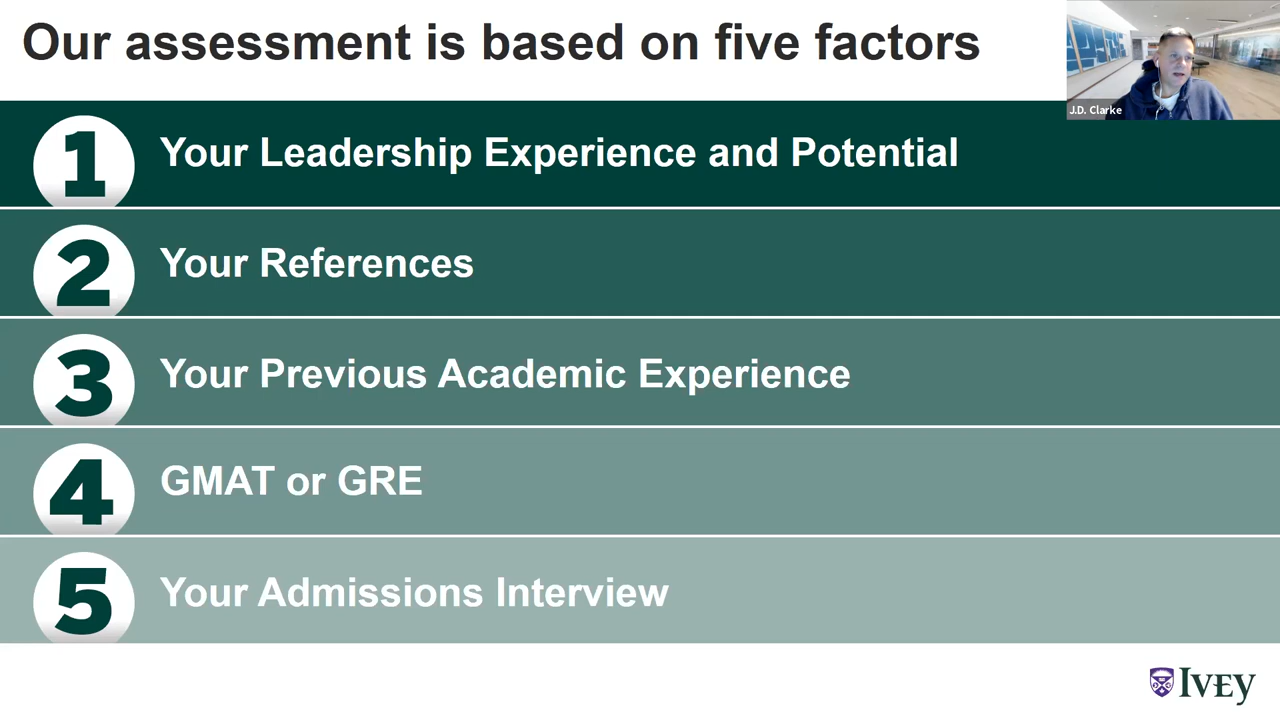 Our assessment is based on five factors
J.D. Clarke
1 Your Leadership Experience and Potential
2 Your References
3 Your Previous Academic Experience
4 GMAT or GRE
5 Your Admissions Interview
IVEY